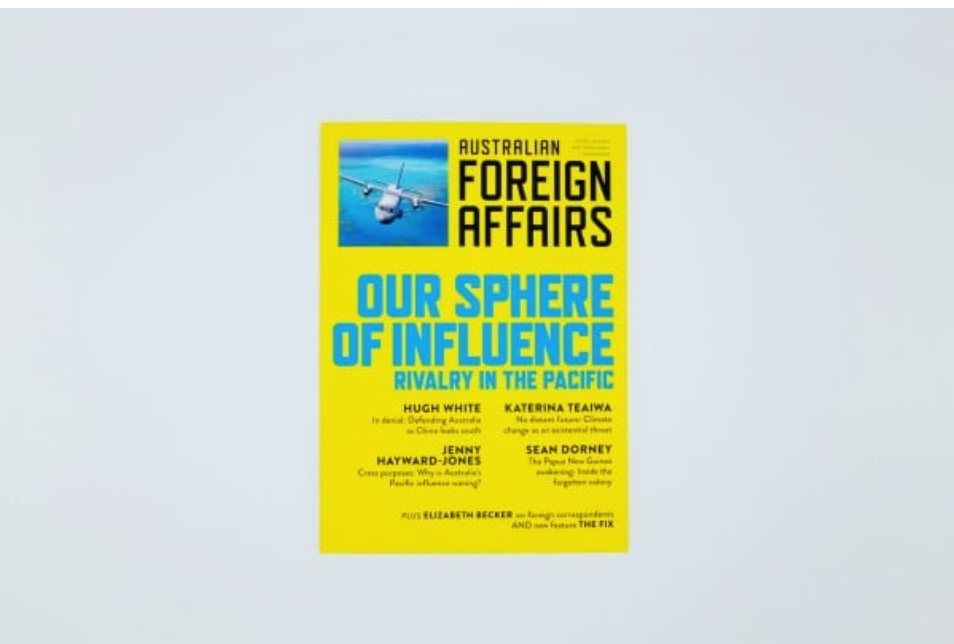 AUSTRALIAN
FOREIGN
AFFAIRS
OUR SPHERE
OF INFLUENCE
RIVALRY IN THE PACIFIC
HUGH WHITE
In denial: Defending Australia
as China looks south
KATERINA TEAIWA
No distant future: Climate
change as an existential threat
JENNY
HAYWARD-JONES
Cross purposes: Why is Australia's
Pacific influence waning?
SEAN DORNEY
The Papua New Guinea
awakening: Inside the
forgotten colony
PLUS ELIZABETH BECKER on foreign correspondents
AND new feature THE FIX